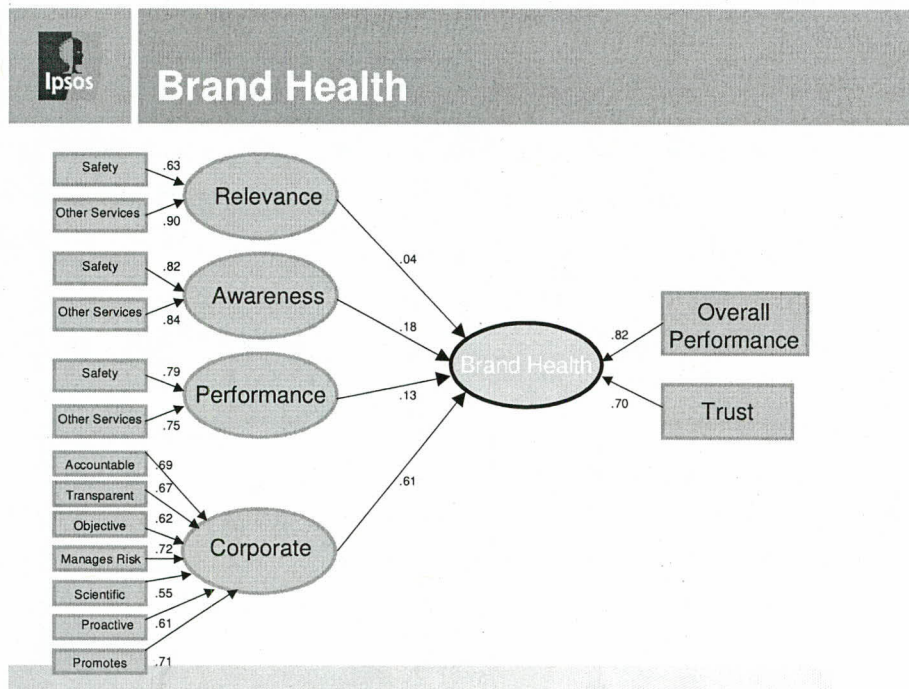 Ipsos
Brand Health
Safety
.63
Relevance
Other Services
.90
.04
Safety
.82
Awareness
Other Services
.84
.18
Safety
.79
Performance
Other Services
.75
.13
Brand Health
.82
Overall
Performance
.70
Trust
Accountable
.69
Transparent
.67
Objective
.62
Manages Risk
.72
Corporate
.61
Scientific
.55
Proactive
.61
Promotes
.71